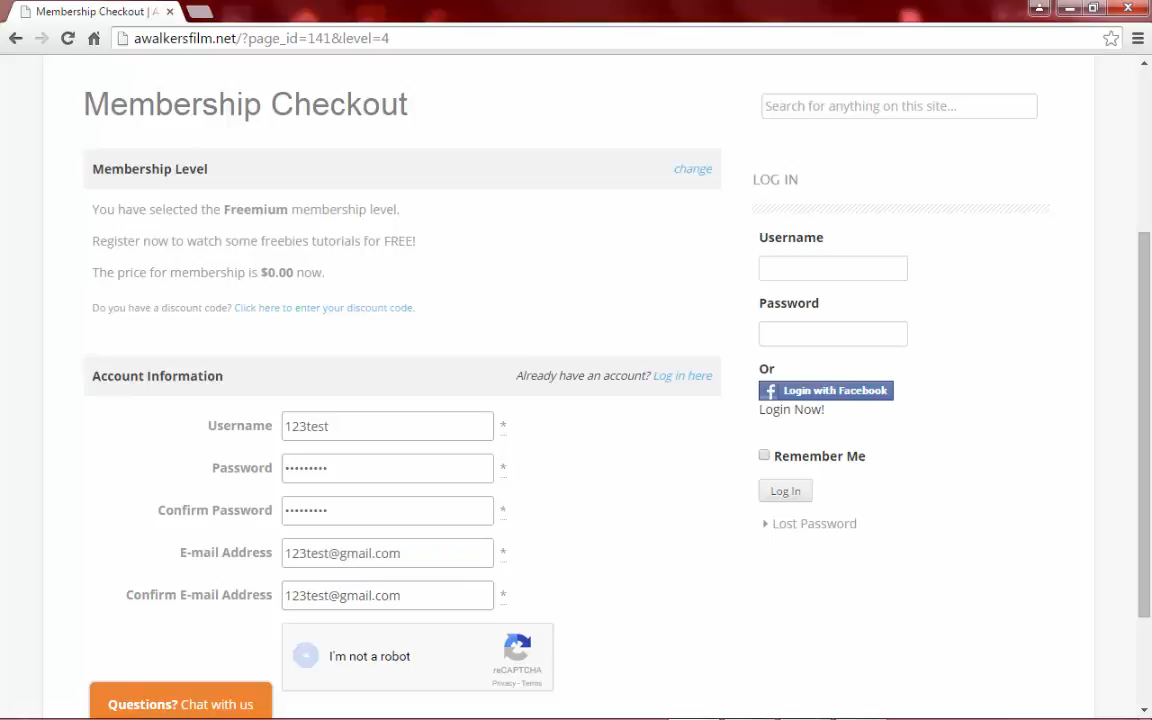 Membership Checkout | A
awalkersfilm.net/?page_id=141&level=4
Membership Checkout
Search for anything on this site...
Membership Level
change
You have selected the Freemium membership level.
Register now to watch some freebies tutorials for FREE!
The price for membership is $0.00 now.
Do you have a discount code? Click here to enter your discount code.
LOG IN
Username
Password
Or
Login with Facebook
Login Now!
Remember Me
Log In
Lost Password
Account Information
Already have an account? Log in here
Username 123test *
Password ••••••••• *
Confirm Password ••••••••• *
E-mail Address 123test@gmail.com *
Confirm E-mail Address 123test@gmail.com *
I'm not a robot
reCAPTCHA
Privacy - Terms
Questions? Chat with us